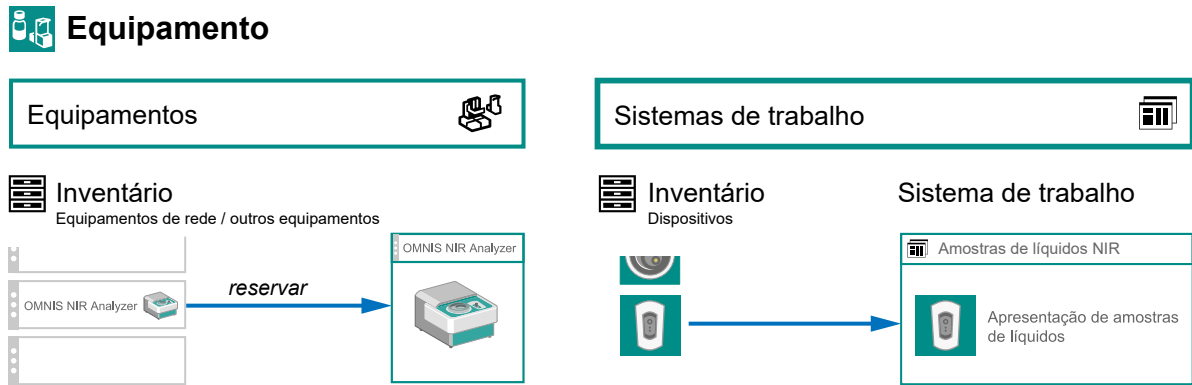 Equipamento
Equipamentos
Inventário
Equipamentos de rede / outros equipamentos
OMNIS NIR Analyzer
reservar
OMNIS NIR Analyzer
Sistemas de trabalho
Inventário
Dispositivos
Sistema de trabalho
Amostras de líquidos NIR
Apresentação de amostras
de líquidos